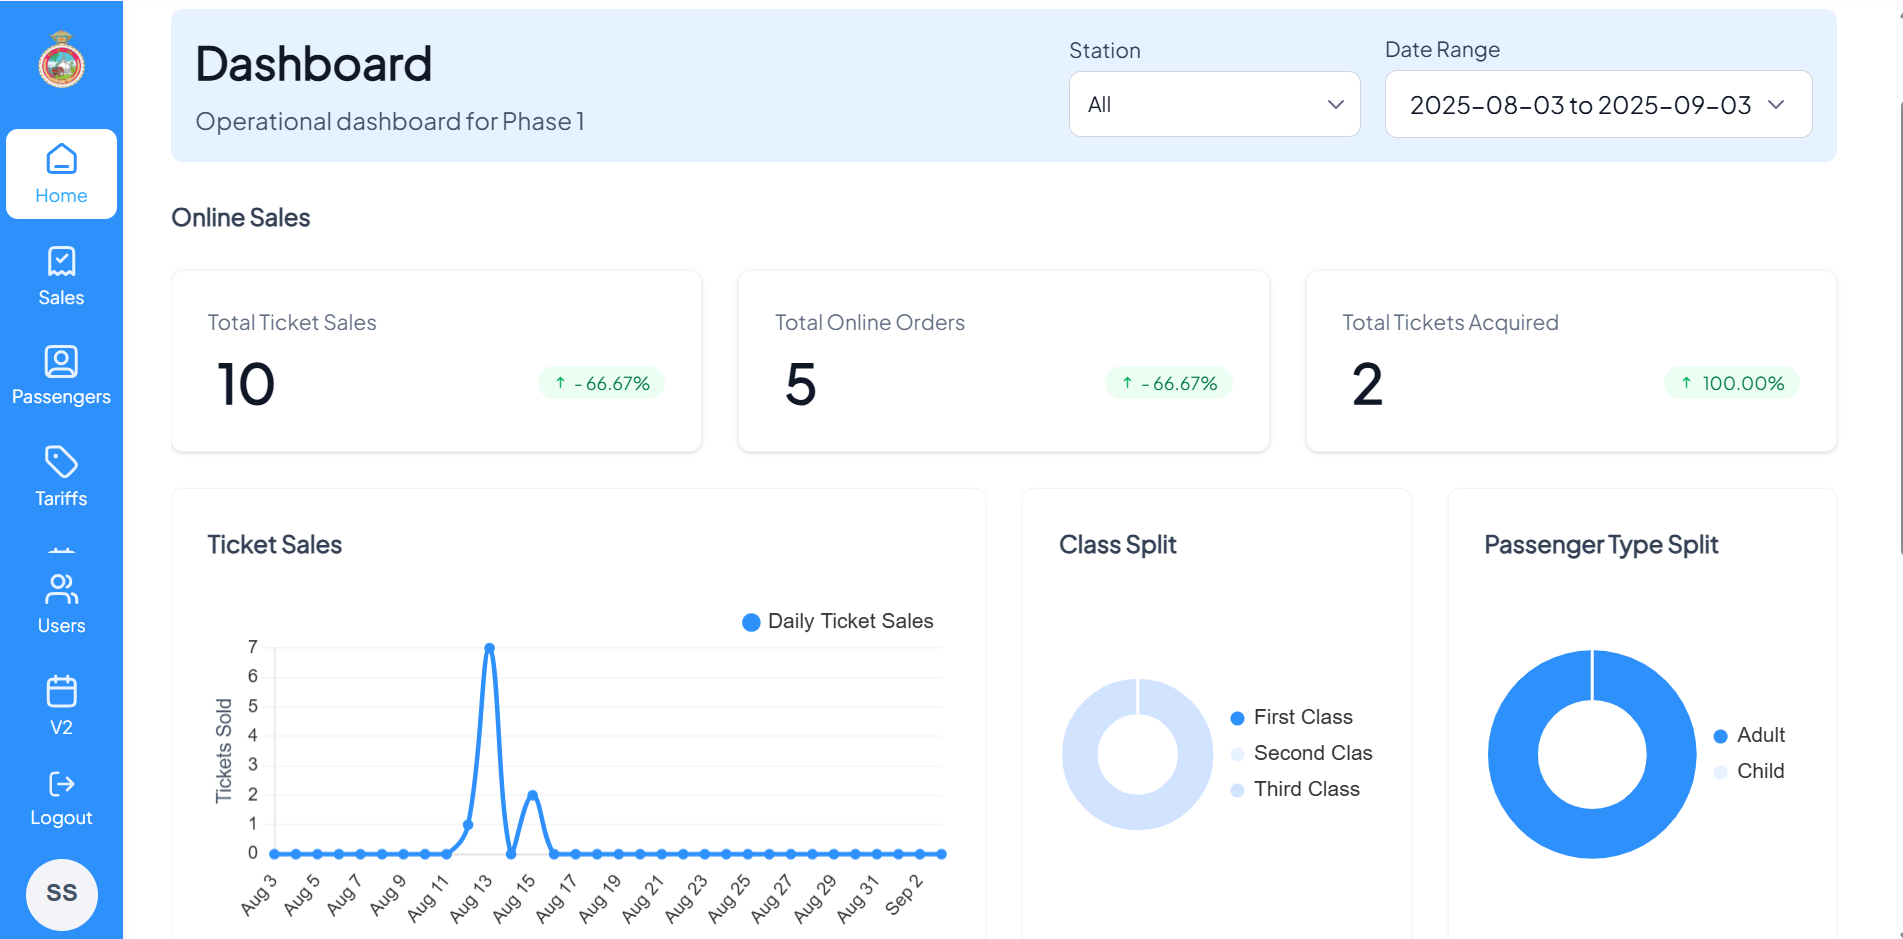 Home
Sales
Passengers
Tariffs
Users
V2
Logout
SS
Dashboard
Operational dashboard for Phase 1
Station
All
Date Range
2025-08-03 to 2025-09-03
Online Sales
Total Ticket Sales
10
↑ - 66.67%
Total Online Orders
5
↑ - 66.67%
Total Tickets Acquired
2
↑ 100.00%
Ticket Sales
Daily Ticket Sales
Tickets Sold
7
6
5
4
3
2
1
0
Aug 3
Aug 5
Aug 7
Aug 9
Aug 11
Aug 13
Aug 15
Aug 17
Aug 19
Aug 21
Aug 23
Aug 25
Aug 27
Aug 29
Aug 31
Sep 2
Class Split
First Class
Second Clas
Third Class
Passenger Type Split
Adult
Child